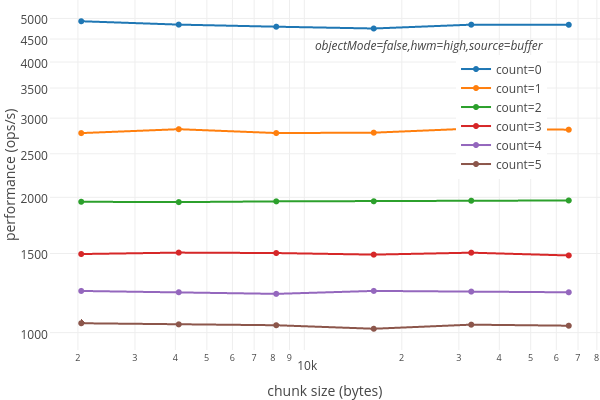 5000
4500
4000
3500
3000
2500
2000
1500
1000
performance (ops/s)
objectMode=false,hwm=high,source=buffer
count=0
count=1
count=2
count=3
count=4
count=5
2 3 4 5 6 7 8 9 10k 2 3 4 5 6 7 8
chunk size (bytes)